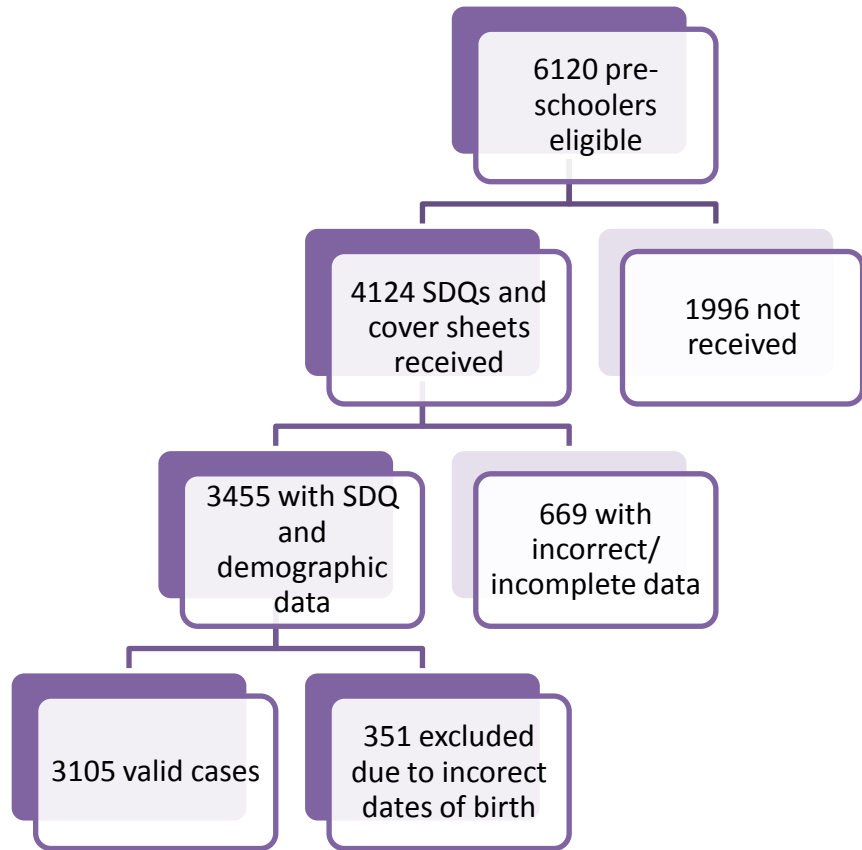 6120 pre-
schoolers
eligible
4124 SDQs and
cover sheets
received
1996 not
received
3455 with SDQ
and
demographic
data
669 with
incorrect/
incomplete data
3105 valid cases
351 excluded
due to incorect
dates of birth